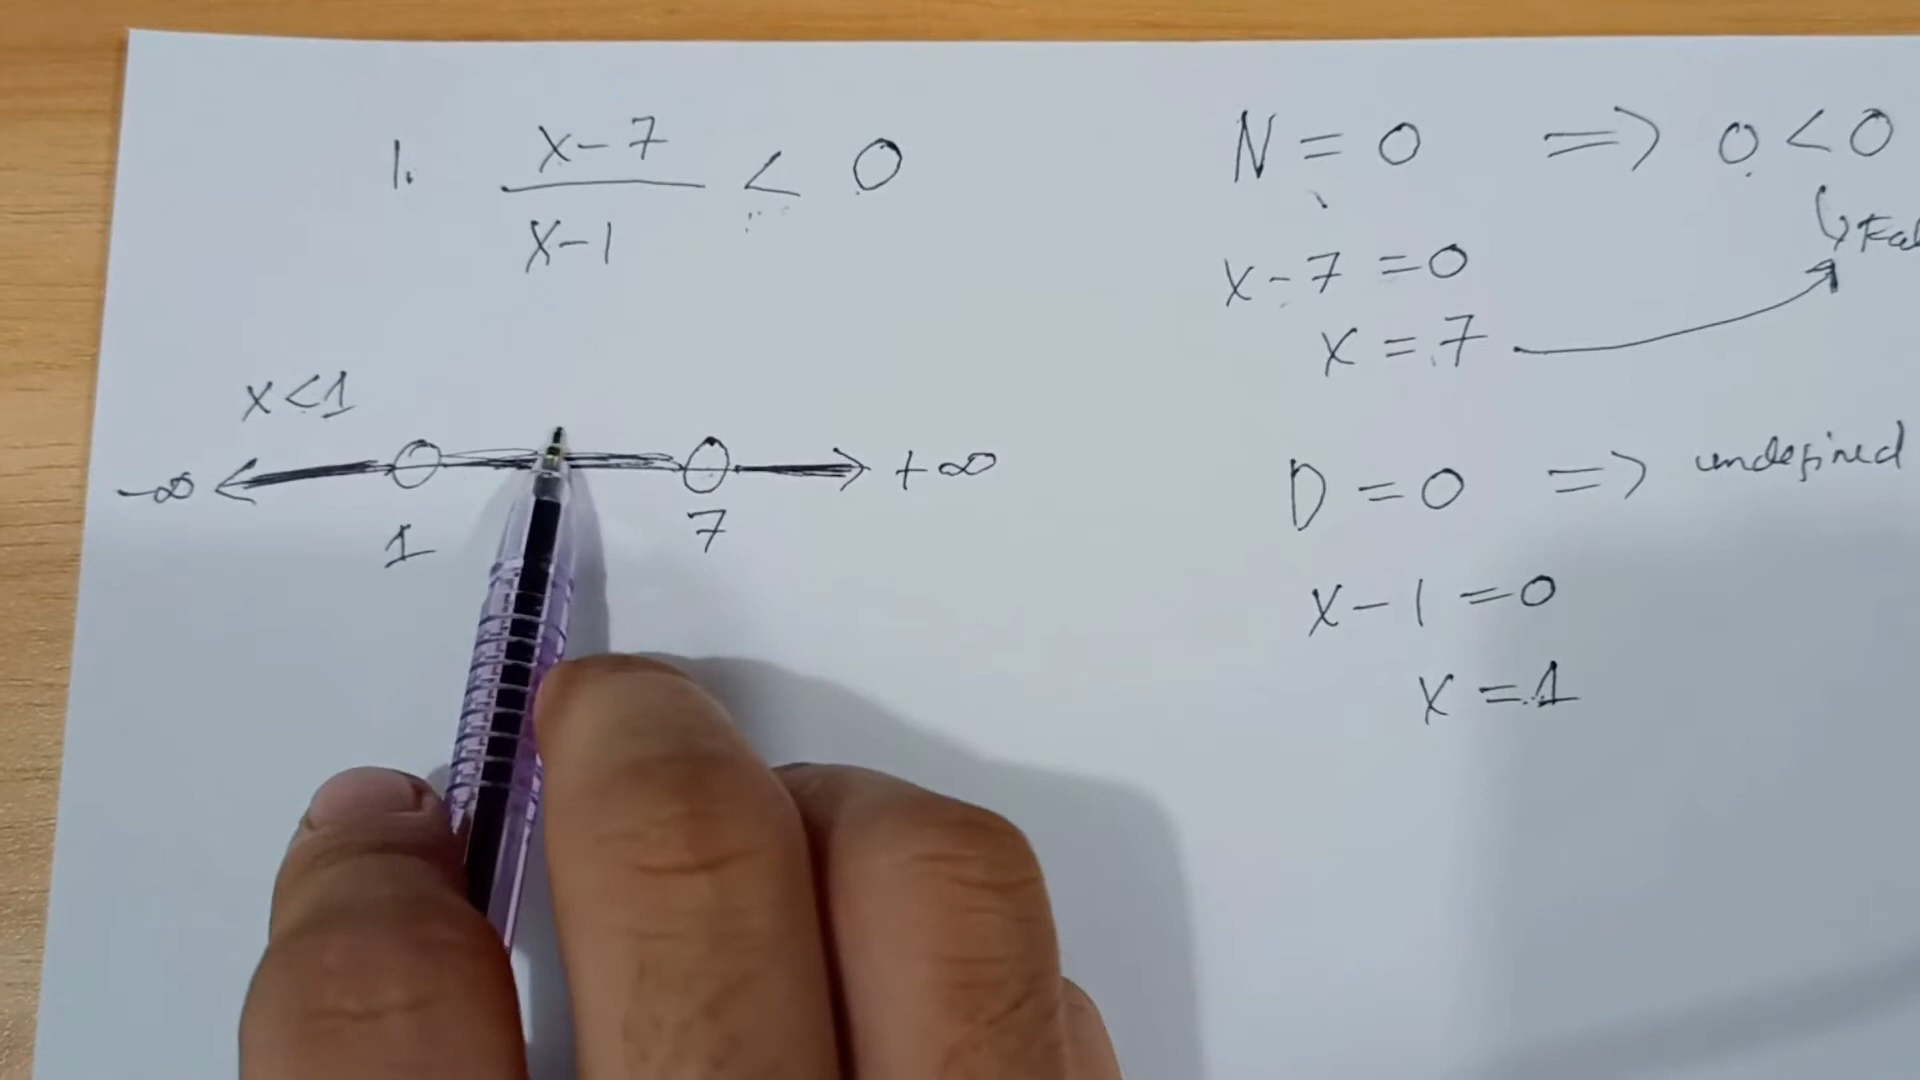 1. x-7 / x-1 < 0
x<1
-∞ +∞
1 7
N = 0 => 0 < 0
x-7 = 0
x = 7
D = 0 => undefined
x-1 = 0
x = 1